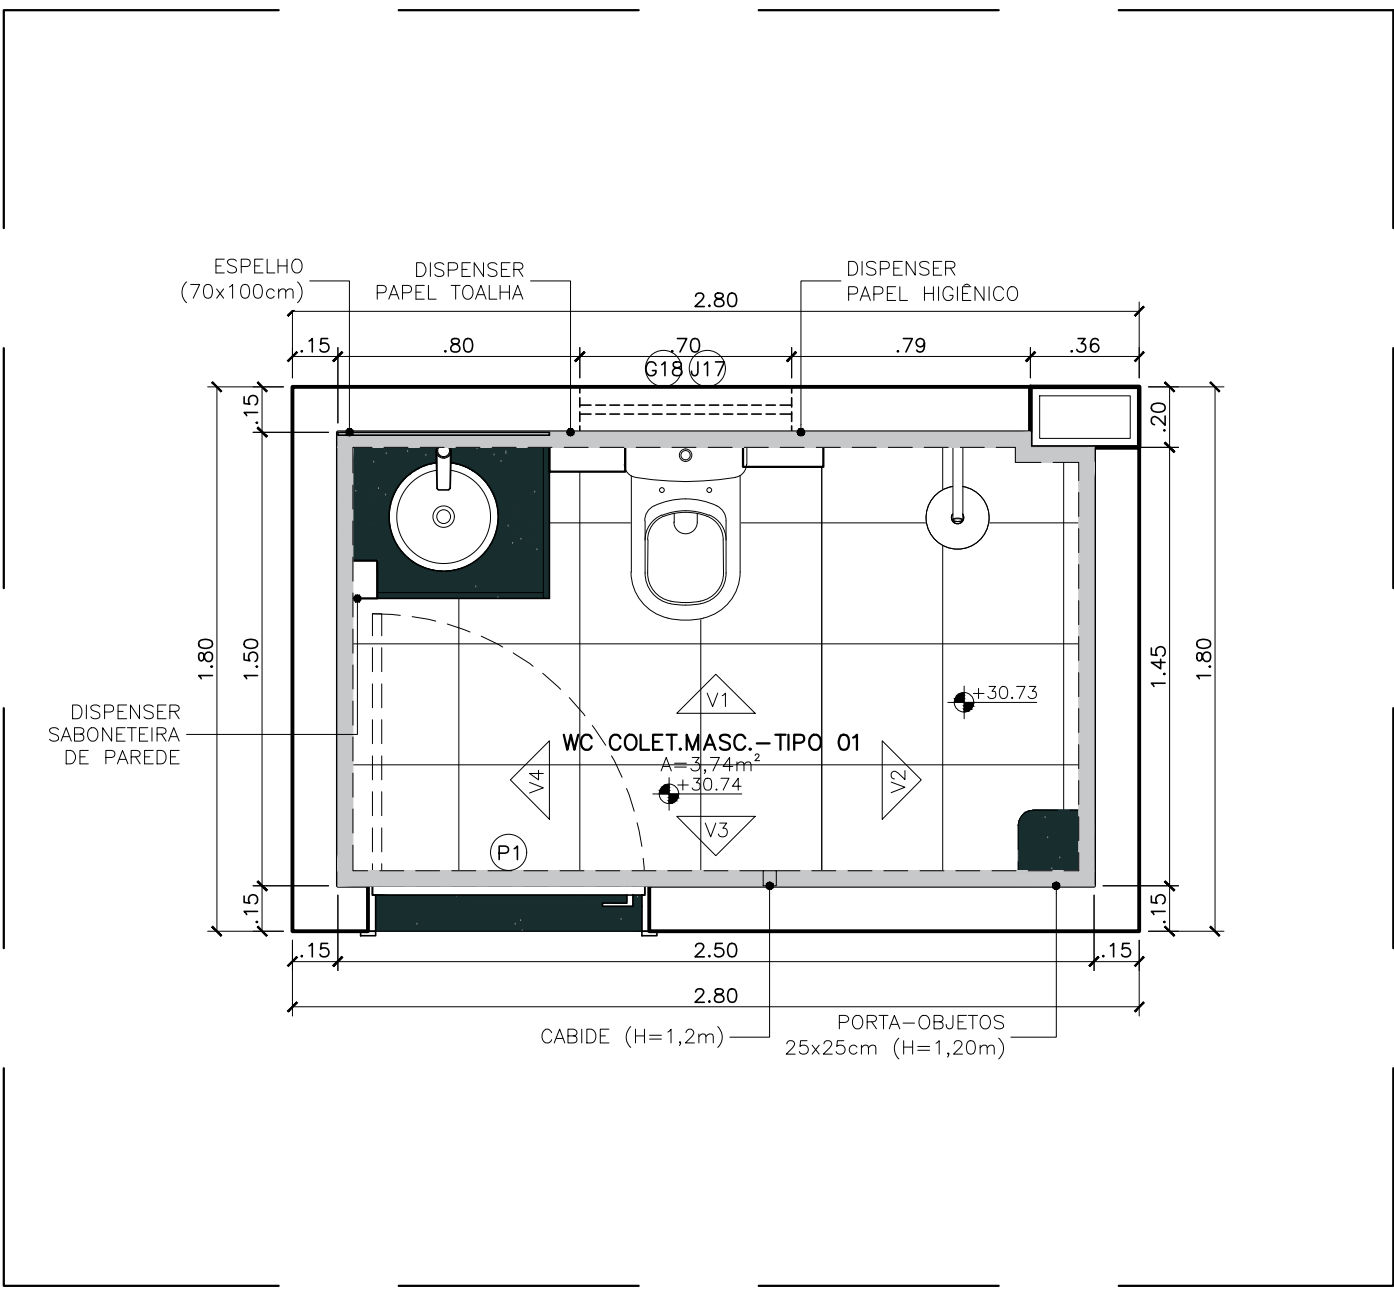 ESPELHO
(70x100cm)
DISPENSER
PAPEL TOALHA
DISPENSER
PAPEL HIGIÊNICO
2.80
.15
.80
.70
.79
.36
G18
J17
.15
.20
1.80
1.50
1.45
1.80
DISPENSER
SABONETEIRA
DE PAREDE
V1
+30.73
WC COLET.MASC.-TIPO 01
A=3,74m²
+30.74
V4
V2
V3
P1
.15
.15
.15
2.50
.15
2.80
CABIDE (H=1,2m)
PORTA-OBJETOS
25x25cm (H=1,20m)